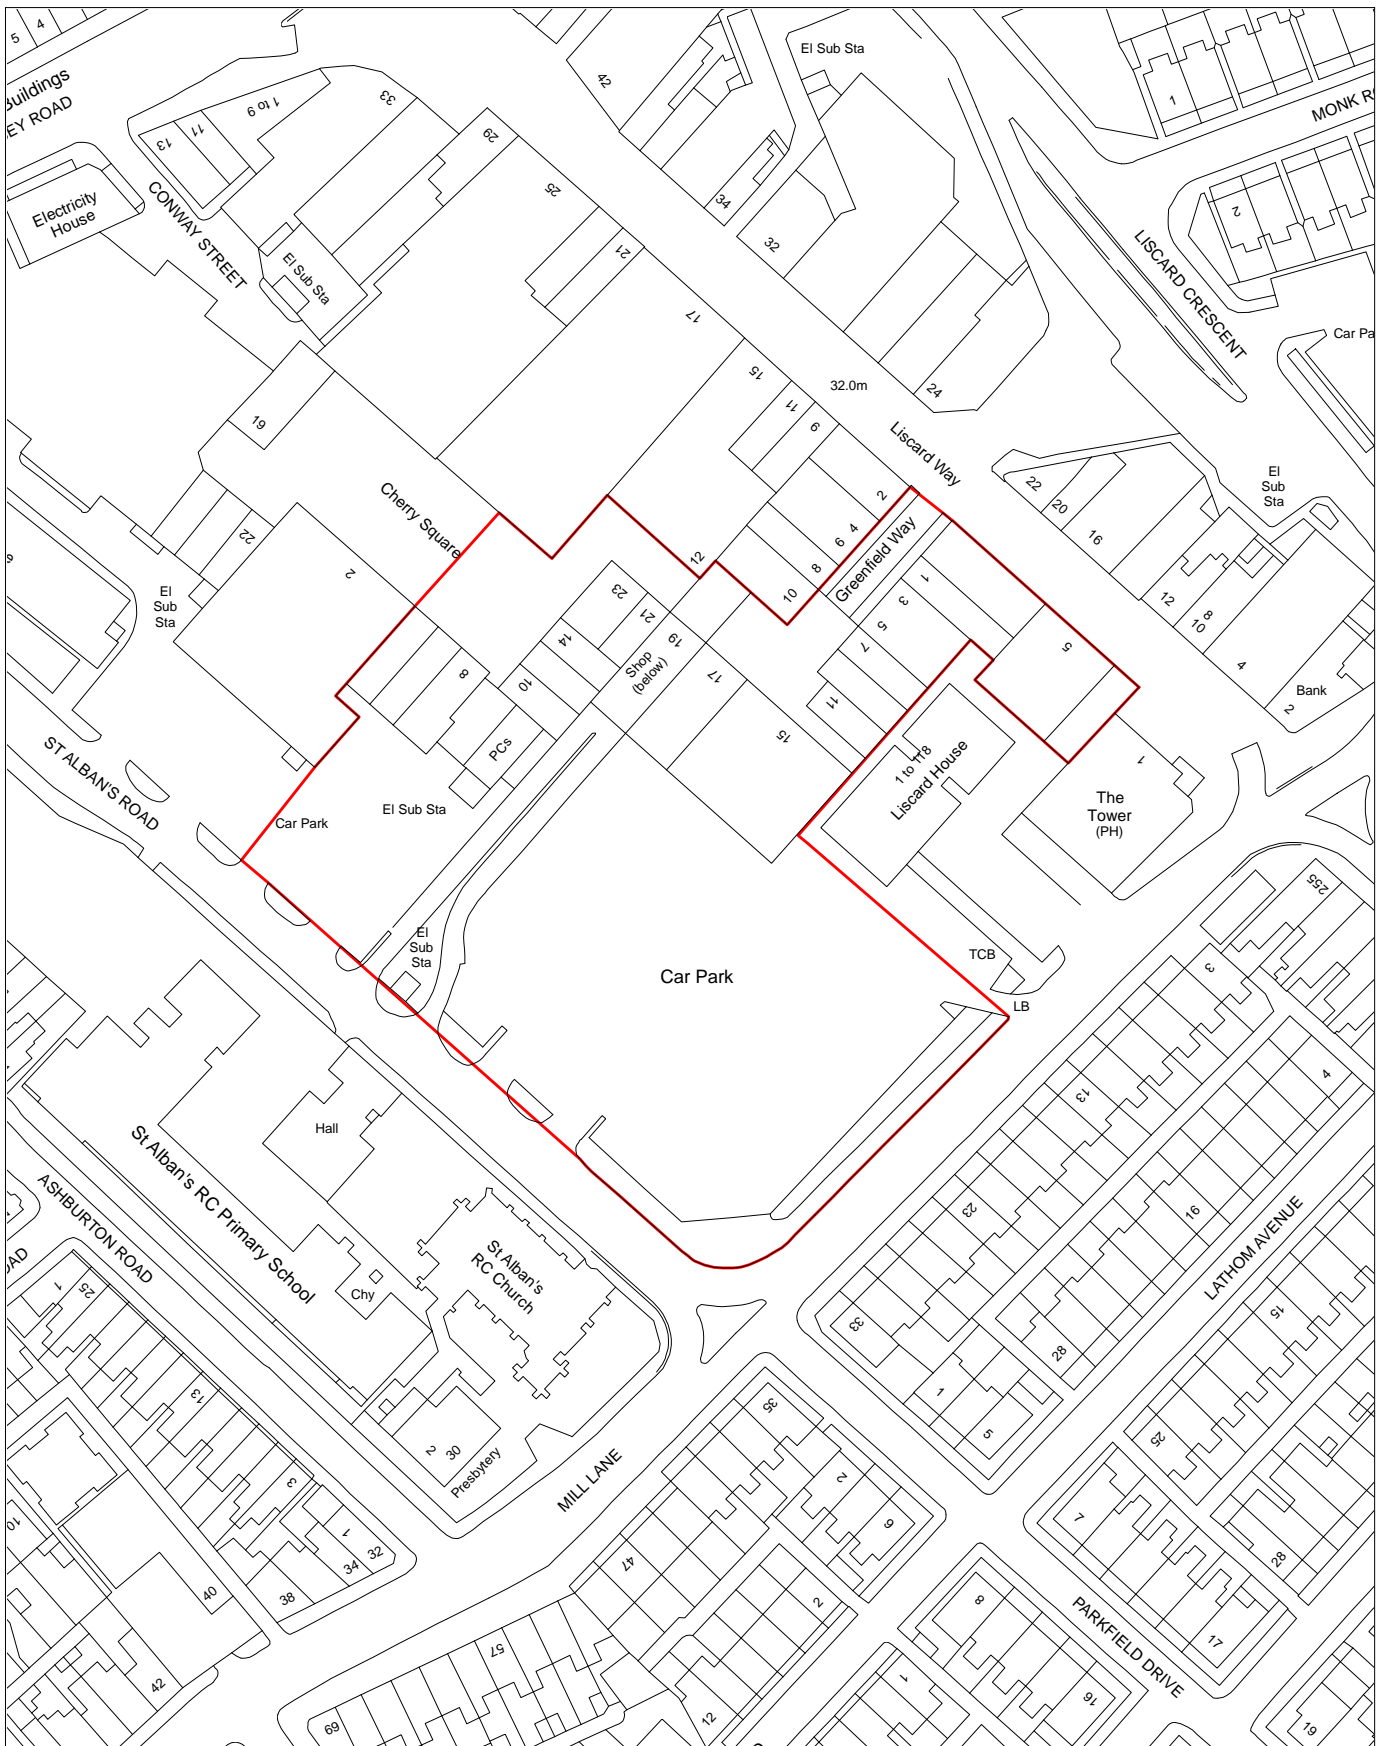 5
4
42
El Sub Sta
1
Buildings
EY ROAD
1 to 9
33
11
13
29
MONK R
Electricity
House
CONWAY STREET
25
34
2
El Sub Sta
21
32
LISCARD CRESCENT
17
Car Pa
15
32.0m
24
11
9
19
Liscard Way
Cherry Square
22
20
16
El
Sub
Sta
22
2
2
4
6
8
10
12
Greenfield Way
El
Sub
Sta
23
21
19
14
10
8
Shop
(below)
17
15
1
3
5
7
11
5
12
8
10
4
2
Bank
PCs
1 to 118
Liscard House
1
The
Tower
(PH)
ST ALBAN'S ROAD
Car Park
El Sub Sta
255
El
Sub
Sta
Car Park
TCB
LB
3
4
13
Hall
St Alban's RC Primary School
ASHBURTON ROAD
23
16
LATHOM AVENUE
St Alban's
RC Church
OAD
1
25
Chy
33
28
15
1
5
13
35
25
2
30
Presbytery
MILL LANE
2
9
7
3
10
1
32
34
38
40
47
28
2
8
PARKFIELD DRIVE
17
57
42
1
16
69
12
19